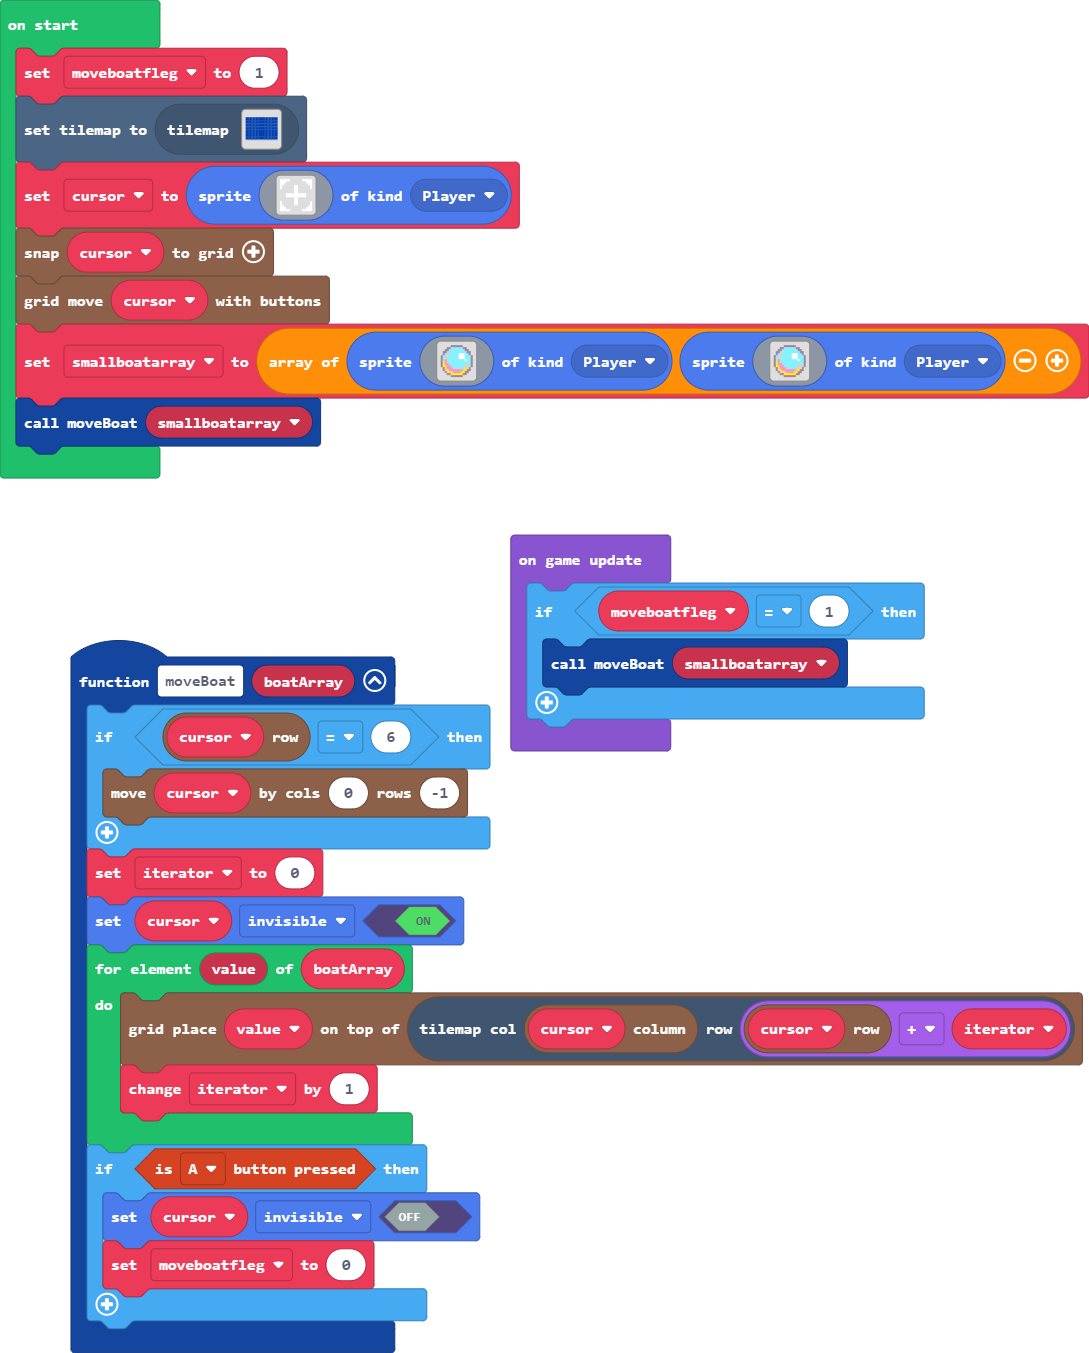 on start
set moveboatfleg to 1
set tilemap to tilemap
set cursor to sprite of kind Player
snap cursor to grid
grid move cursor with buttons
set smallboatarray to array of sprite of kind Player sprite of kind Player
call moveBoat smallboatarray
on game update
if moveboatfleg = 1 then
call moveBoat smallboatarray
function moveBoat boatArray
if cursor row = 6 then
move cursor by cols 0 rows -1
set iterator to 0
set cursor invisible ON
for element value of boatArray
do
grid place value on top of tilemap col cursor column row cursor row + iterator
change iterator by 1
if is A button pressed then
set cursor invisible OFF
set moveboatfleg to 0